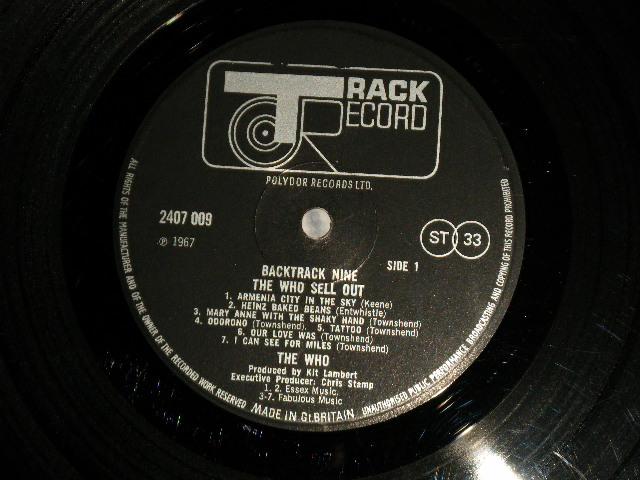 TRACK
RECORD
POLYDOR RECORDS LTD.
2407 009
℗ 1967
ST 33
SIDE 1
BACKTRACK NINE
THE WHO SELL OUT
1. ARMENIA CITY IN THE SKY (Keene)
2. HEINZ BAKED BEANS (Entwhistle)
3. MARY ANNE WITH THE SHAKY HAND (Townshend)
4. ODORONO (Townshend). 5. TATTOO (Townshend)
6. OUR LOVE WAS (Townshend)
7. I CAN SEE FOR MILES (Townshend)
THE WHO
Produced by Kit Lambert
Executive Producer: Chris Stamp
1. 2. Essex Music.
3-7. Fabulous Music
ALL RIGHTS OF THE MANUFACTURER AND OF THE OWNER OF THE RECORDED WORK RESERVED
MADE IN GT. BRITAIN
UNAUTHORISED PUBLIC PERFORMANCE BROADCASTING AND COPYING OF THIS RECORD PROHIBITED